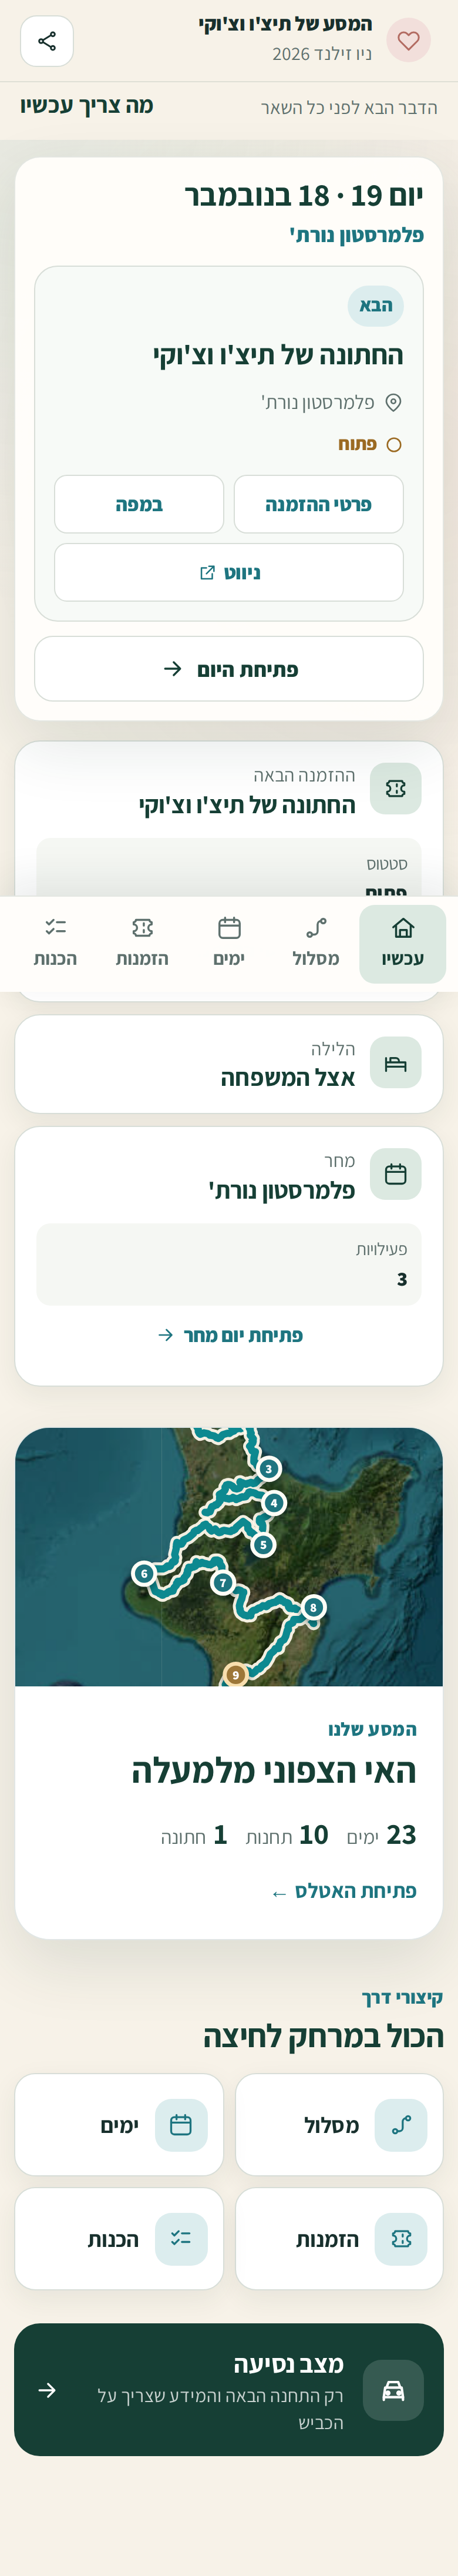 המסע של תיצ'ו וצ'וקי
ניו זילנד 2026
מה צריך עכשיו
הדבר הבא לפני כל השאר
יום 19 · 18 בנובמבר
פלמרסטון נורת'
הבא
החתונה של תיצ'ו וצ'וקי
פלמרסטון נורת'
פתוח
פרטי ההזמנה
במפה
ניווט
פתיחת היום →
ההזמנה הבאה
החתונה של תיצ'ו וצ'וקי
סטטוס
פתוח
עכשיו
מסלול
ימים
הזמנות
הכנות
הלילה
אצל המשפחה
מחר
פלמרסטון נורת'
פעילויות
3
פתיחת יום מחר →
3
4
5
6
7
8
9
המסע שלנו
האי הצפוני מלמעלה
23 ימים 10 תחנות 1 חתונה
פתיחת האטלס ←
קיצורי דרך
הכול במרחק לחיצה
מסלול
ימים
הזמנות
הכנות
מצב נסיעה
רק התחנה הבאה והמידע שצריך על
הכביש
→